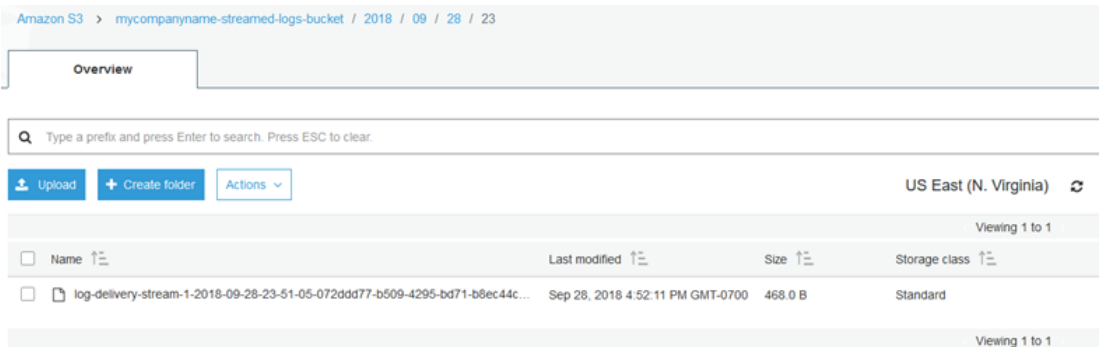 Amazon S3 > mycompanyname-streamed-logs-bucket / 2018 / 09 / 28 / 23
Overview
Type a prefix and press Enter to search. Press ESC to clear.
Upload + Create folder Actions US East (N. Virginia)
Viewing 1 to 1
Name Last modified Size Storage class
log-delivery-stream-1-2018-09-28-23-51-05-072ddd77-b509-4295-bd71-b8ec44c... Sep 28, 2018 4:52:11 PM GMT-0700 468.0 B Standard
Viewing 1 to 1